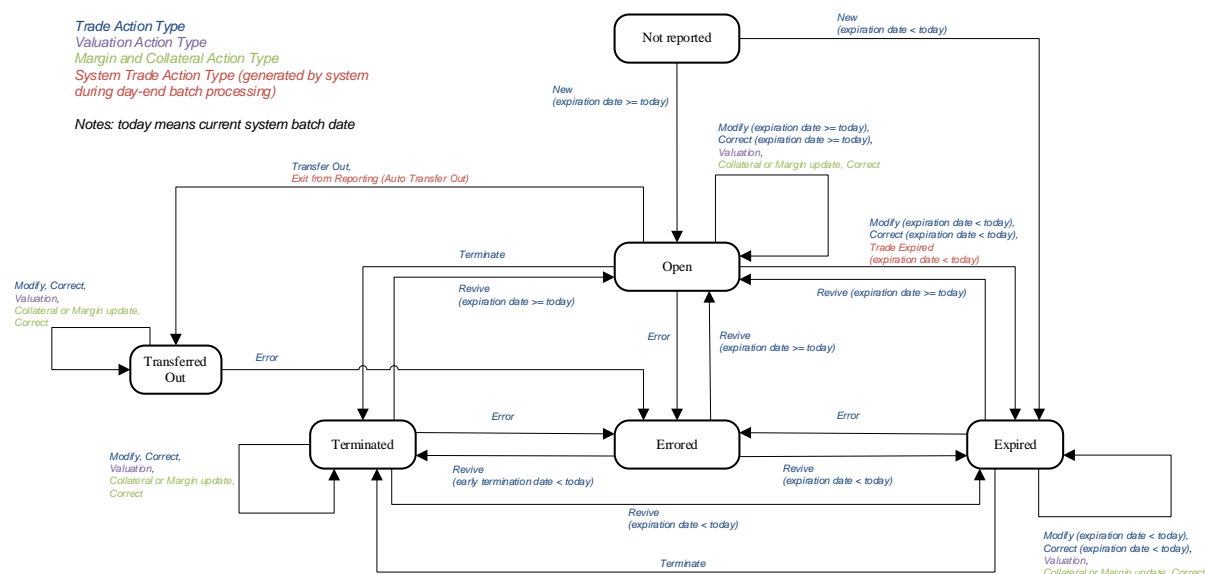 Trade Action Type
Valuation Action Type
Margin and Collateral Action Type
System Trade Action Type (generated by system
during day-end batch processing)
Notes: today means current system batch date
Not reported
New
(expiration date < today)
New
(expiration date >= today)
Modify (expiration date >= today),
Correct (expiration date >= today),
Valuation,
Collateral or Margin update, Correct
Transfer Out,
Exit from Reporting (Auto Transfer Out)
Modify (expiration date < today),
Correct (expiration date < today),
Trade Expired
(expiration date < today)
Open
Terminate
Revive
(expiration date >= today)
Revive (expiration date >= today)
Modify, Correct,
Valuation,
Collateral or Margin update,
Correct
Transferred
Out
Error
Error
Revive
(expiration date >= today)
Terminated
Error
Errored
Error
Expired
Modify, Correct,
Valuation,
Collateral or Margin update,
Correct
Revive
(early termination date < today)
Revive
(expiration date < today)
Revive
(expiration date < today)
Terminate
Modify (expiration date < today),
Correct (expiration date < today),
Valuation,
Collateral or Margin update, Correct